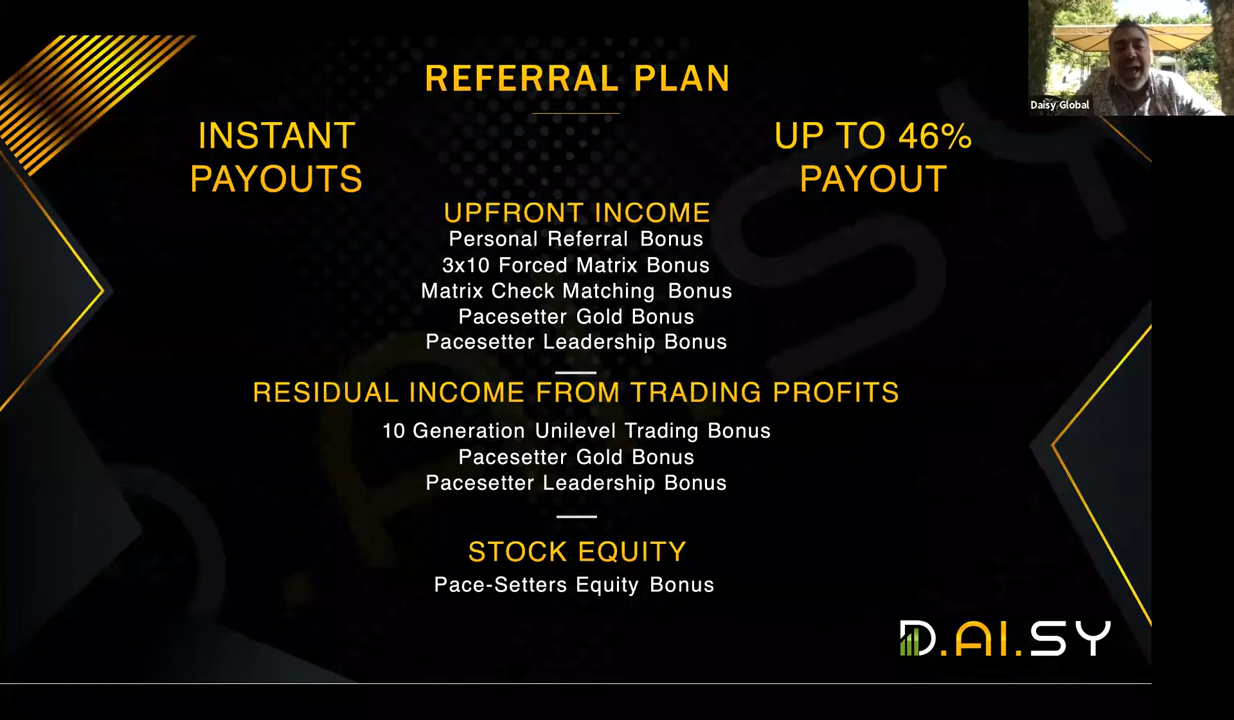 REFERRAL PLAN
Daisy Global
INSTANT
PAYOUTS
UP TO 46%
PAYOUT
UPFRONT INCOME
Personal Referral Bonus
3x10 Forced Matrix Bonus
Matrix Check Matching Bonus
Pacesetter Gold Bonus
Pacesetter Leadership Bonus
RESIDUAL INCOME FROM TRADING PROFITS
10 Generation Unilevel Trading Bonus
Pacesetter Gold Bonus
Pacesetter Leadership Bonus
STOCK EQUITY
Pace-Setters Equity Bonus
D.AI.SY